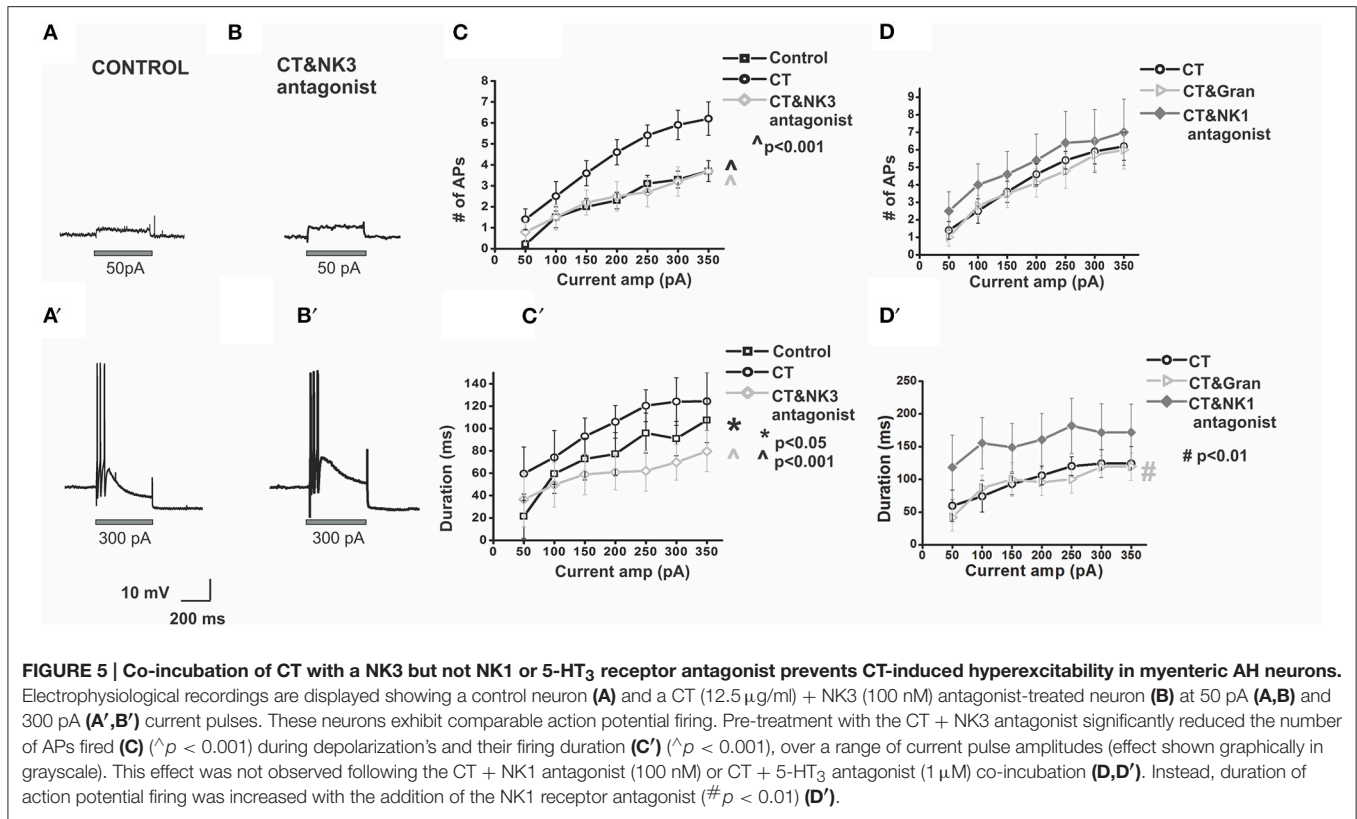 A
CONTROL
50pA
B
CT&NK3
antagonist
50 pA
C
Control
CT
CT&NK3
antagonist
^p<0.001
^
^
# of APs
8
7
6
5
4
3
2
1
0
0 50 100 150 200 250 300 350
Current amp (pA)
D
CT
CT&Gran
CT&NK1
antagonist
# of APs
9
8
7
6
5
4
3
2
1
0
0 50 100 150 200 250 300 350
Current amp (pA)
A′
300 pA
10 mV
200 ms
B′
300 pA
C′
Control
CT
CT&NK3
antagonist
*
* p<0.05
^ p<0.001
^
Duration (ms)
140
120
100
80
60
40
20
0
0 50 100 150 200 250 300 350
Current amp (pA)
D′
CT
CT&Gran
CT&NK1
antagonist
# p<0.01
#
Duration (ms)
250
200
150
100
50
0
0 50 100 150 200 250 300 350
Current amp (pA)
FIGURE 5 | Co-incubation of CT with a NK3 but not NK1 or 5-HT₃ receptor antagonist prevents CT-induced hyperexcitability in myenteric AH neurons.
Electrophysiological recordings are displayed showing a control neuron (A) and a CT (12.5 μg/ml) + NK3 (100 nM) antagonist-treated neuron (B) at 50 pA (A,B) and
300 pA (A′,B′) current pulses. These neurons exhibit comparable action potential firing. Pre-treatment with the CT + NK3 antagonist significantly reduced the number
of APs fired (C) (^p < 0.001) during depolarization's and their firing duration (C′) (^p < 0.001), over a range of current pulse amplitudes (effect shown graphically in
grayscale). This effect was not observed following the CT + NK1 antagonist (100 nM) or CT + 5-HT₃ antagonist (1 μM) co-incubation (D,D′). Instead, duration of
action potential firing was increased with the addition of the NK1 receptor antagonist (#p < 0.01) (D′).